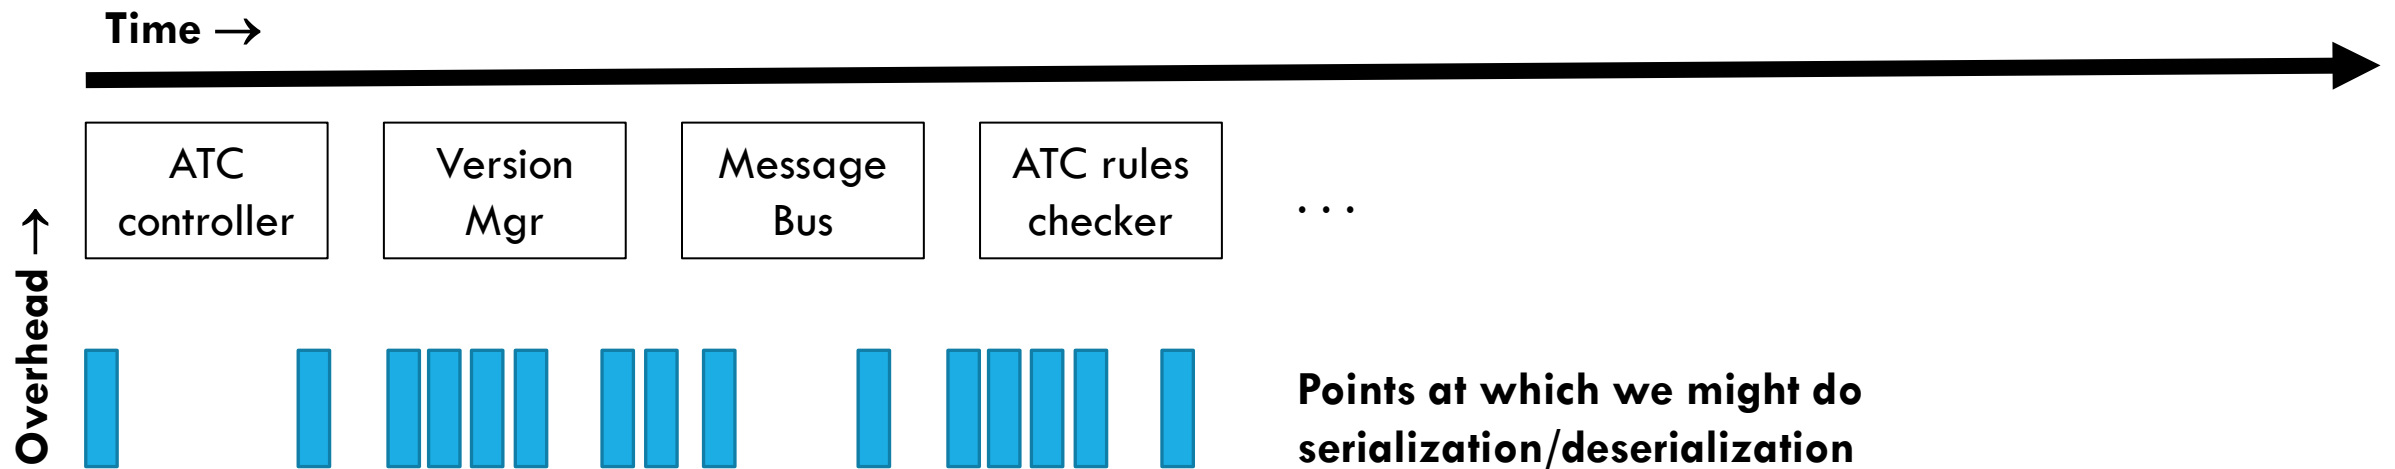 Time →
ATC
controller
Version
Mgr
Message
Bus
ATC rules
checker
. . .
Overhead →
Points at which we might do
serialization/deserialization